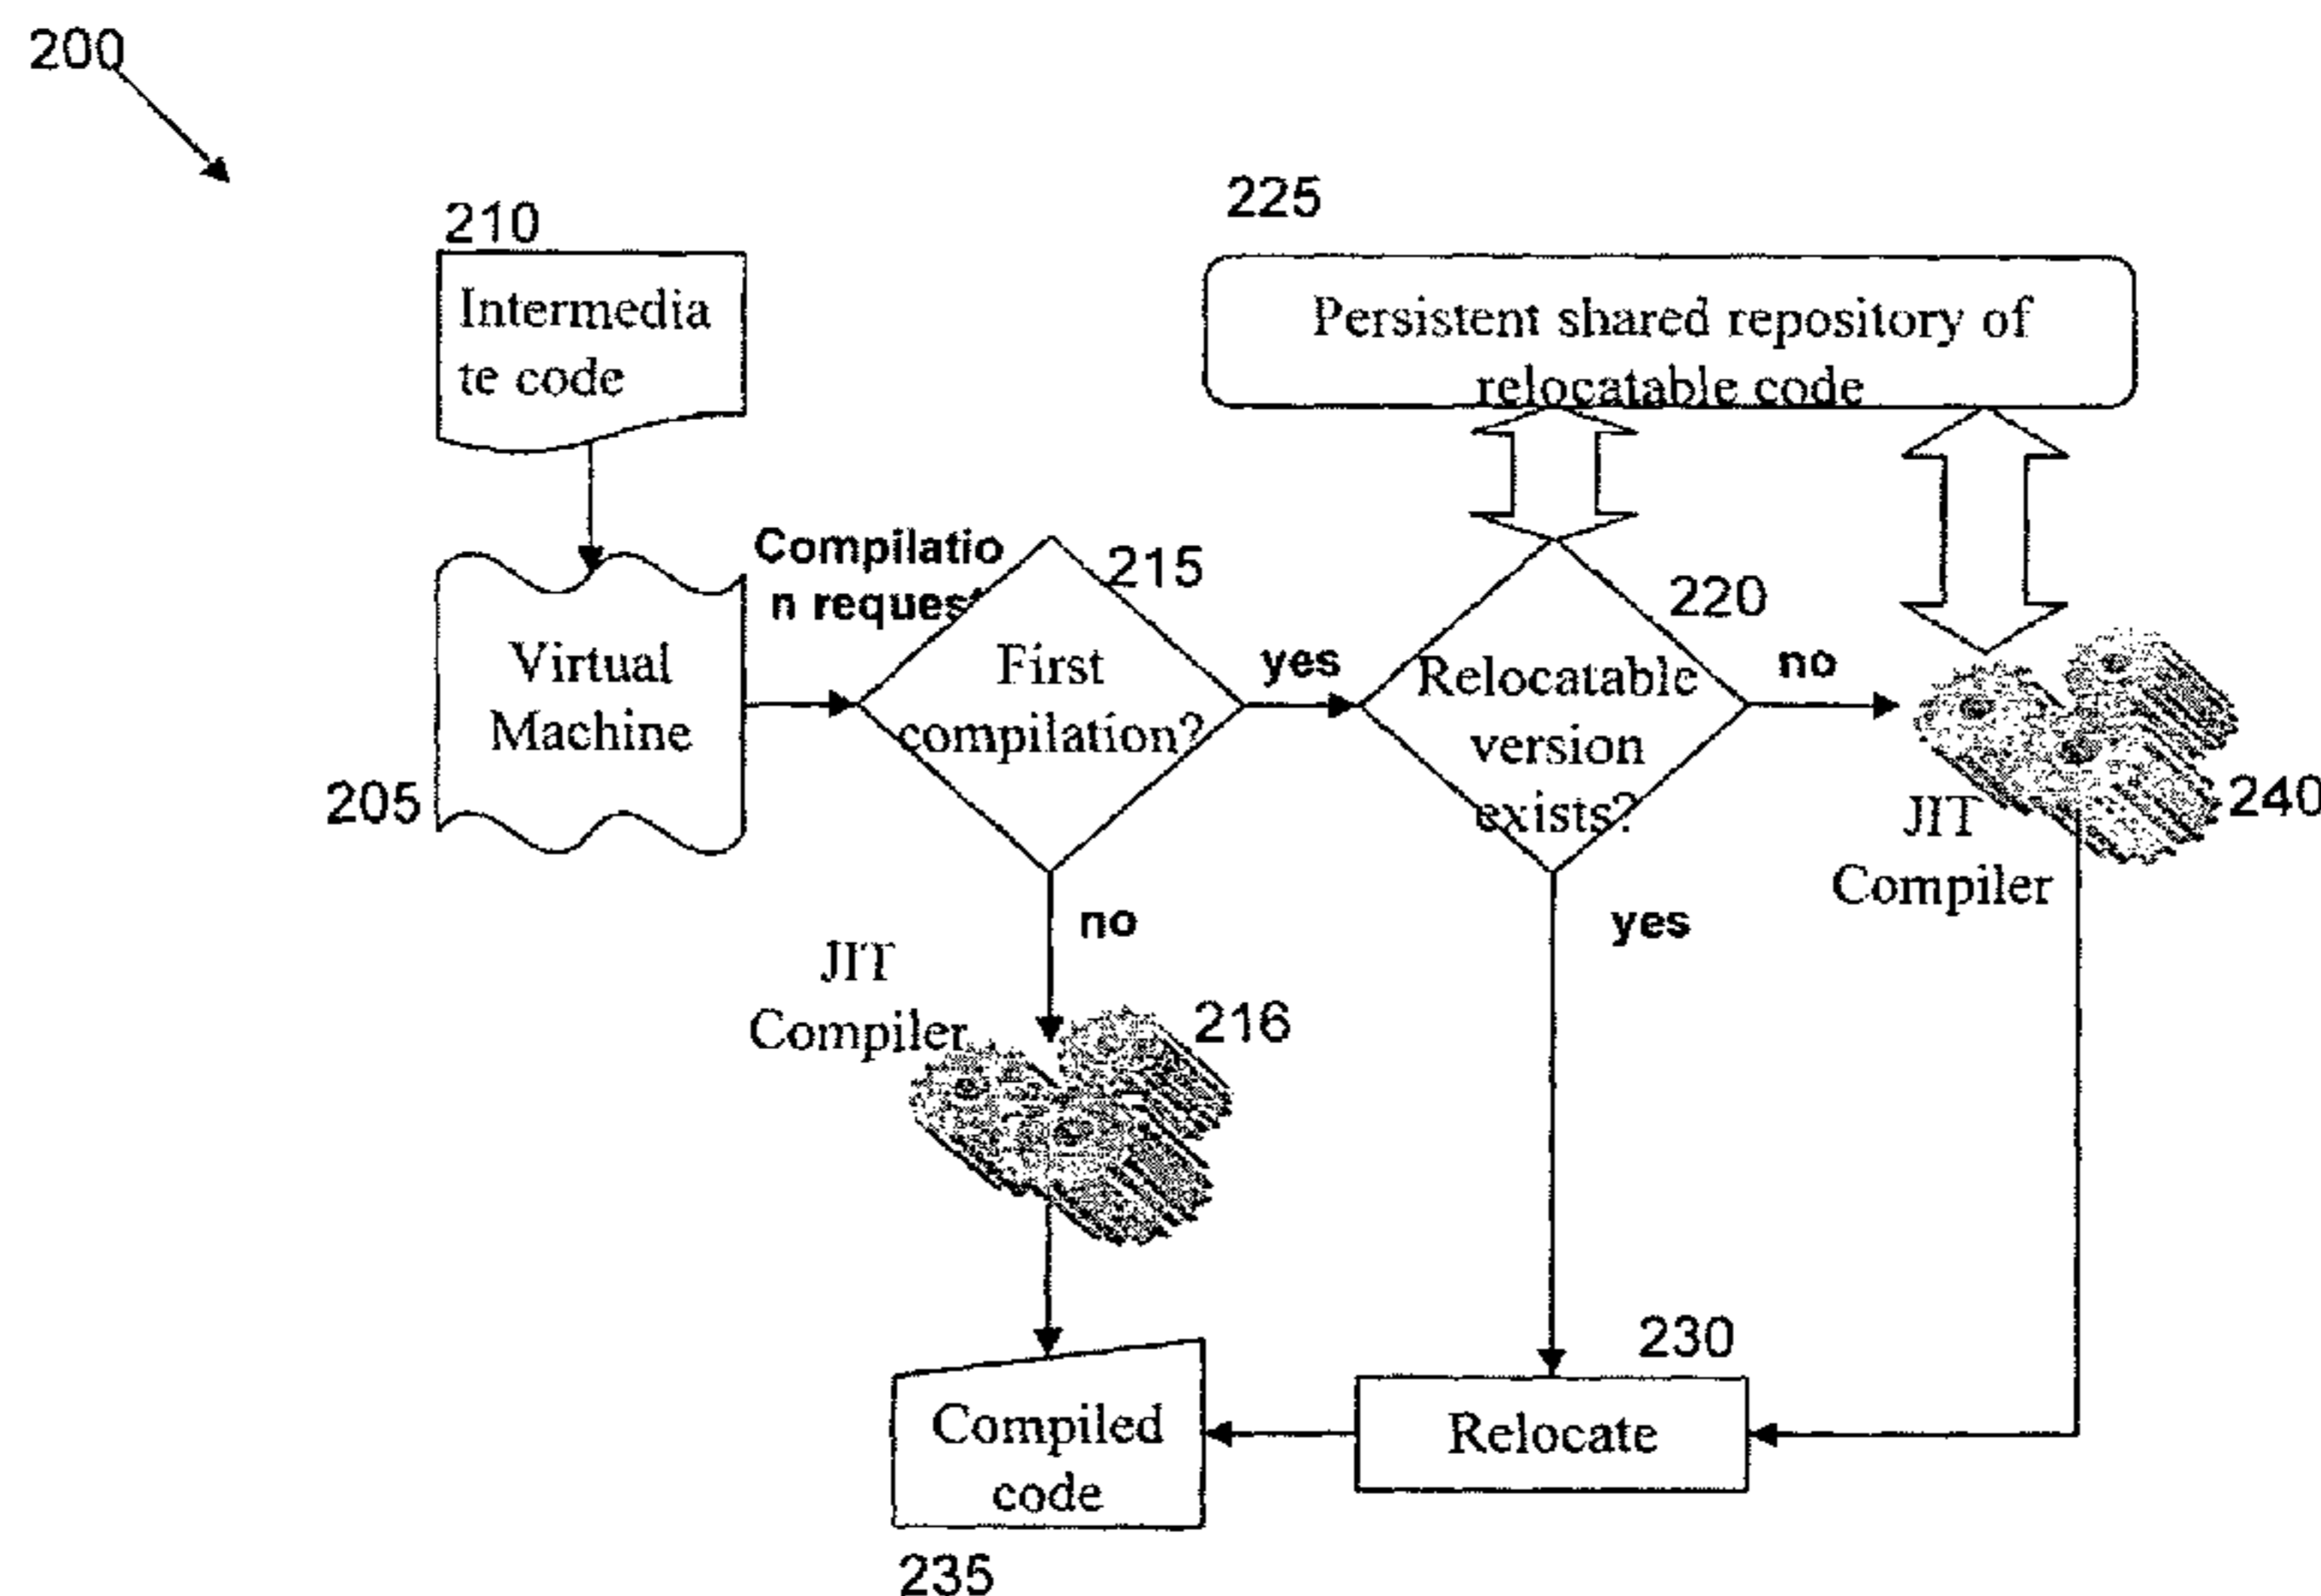 200
210
Intermedia
te code
225
Persistent shared repository of
relocatable code
Compilatio
n request
215
220
Virtual
Machine
205
First
compilation?
yes
Relocatable
version
exists?
no
240
JIT
Compiler
no
yes
JIT
Compiler
216
230
Compiled
code
Relocate
235